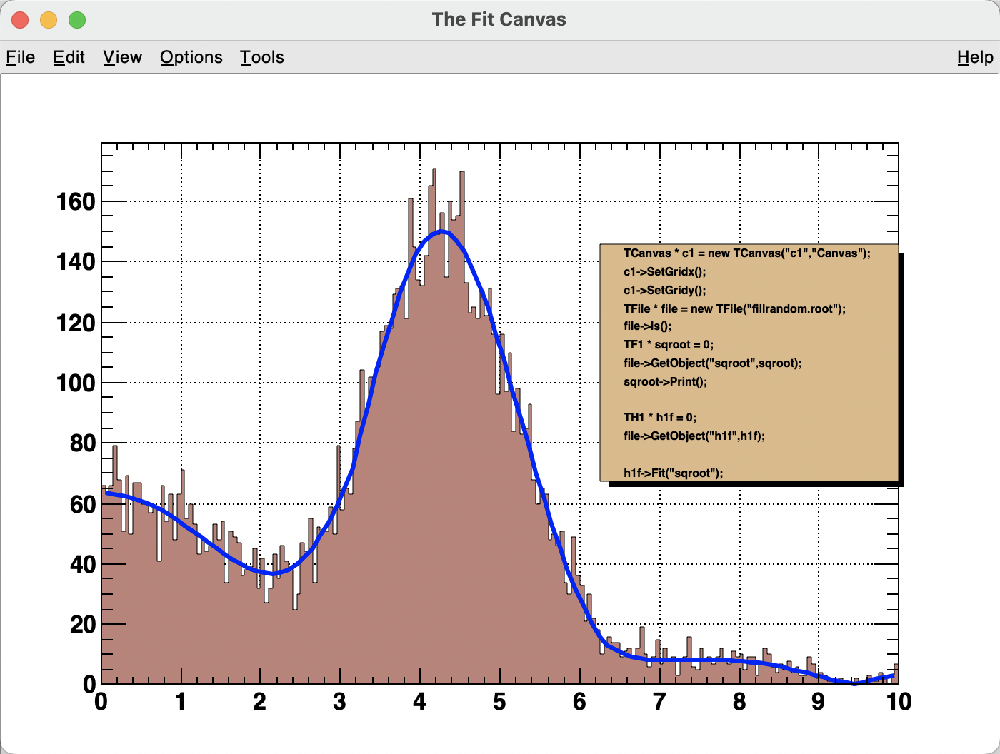 The Fit Canvas
File Edit View Options Tools Help
160
140
120
100
80
60
40
20
0
0 1 2 3 4 5 6 7 8 9 10
TCanvas * c1 = new TCanvas("c1","Canvas");
c1->SetGridx();
c1->SetGridy();
TFile * file = new TFile("fillrandom.root");
file->ls();
TF1 * sqroot = 0;
file->GetObject("sqroot",sqroot);
sqroot->Print();
TH1 * h1f = 0;
file->GetObject("h1f",h1f);
h1f->Fit("sqroot");